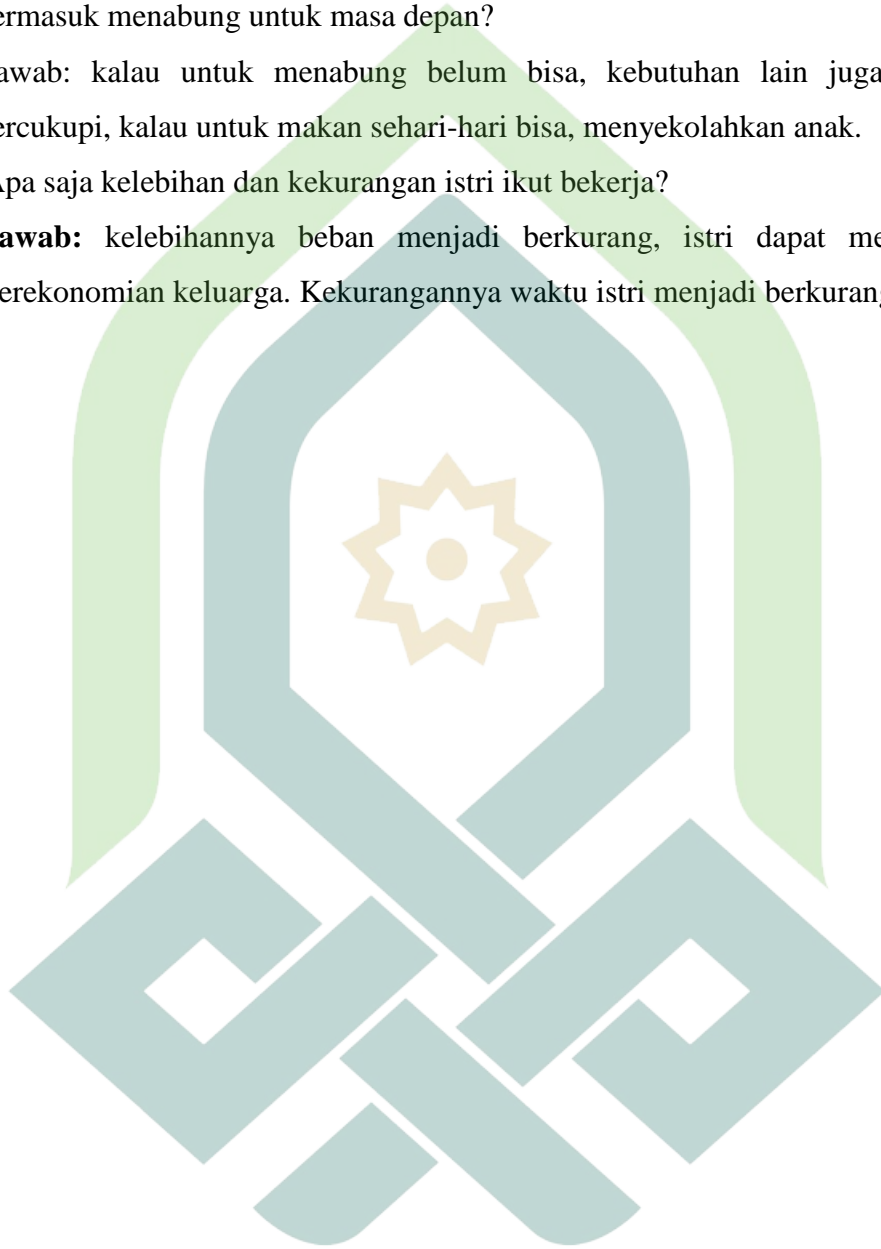 ermasuk menabung untuk masa depan?
awab: kalau untuk menabung belum bisa, kebutuhan lain juga
ercukupi, kalau untuk makan sehari-hari bisa, menyekolahkan anak.
Apa saja kelebihan dan kekurangan istri ikut bekerja?
awab: kelebihannya beban menjadi berkurang, istri dapat me
erekonomian keluarga. Kekurangannya waktu istri menjadi berkurang